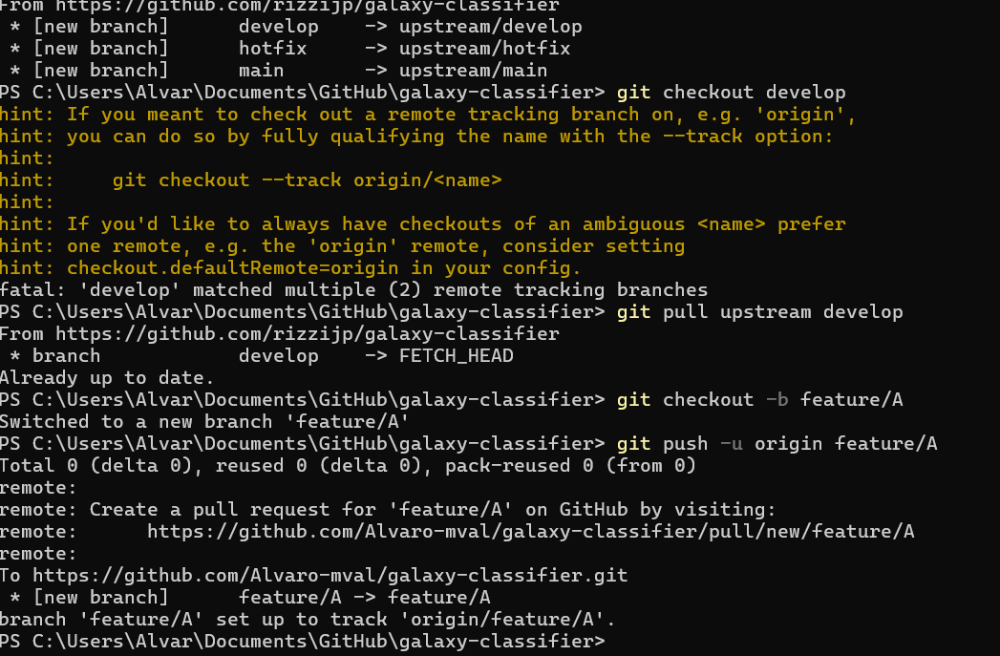 From https://github.com/rizzijp/galaxy-classifier
 * [new branch]      develop    -> upstream/develop
 * [new branch]      hotfix     -> upstream/hotfix
 * [new branch]      main       -> upstream/main
PS C:\Users\Alvar\Documents\GitHub\galaxy-classifier> git checkout develop
hint: If you meant to check out a remote tracking branch on, e.g. 'origin',
hint: you can do so by fully qualifying the name with the --track option:
hint:
hint:     git checkout --track origin/<name>
hint:
hint: If you'd like to always have checkouts of an ambiguous <name> prefer
hint: one remote, e.g. the 'origin' remote, consider setting
hint: checkout.defaultRemote=origin in your config.
fatal: 'develop' matched multiple (2) remote tracking branches
PS C:\Users\Alvar\Documents\GitHub\galaxy-classifier> git pull upstream develop
From https://github.com/rizzijp/galaxy-classifier
 * branch            develop    -> FETCH_HEAD
Already up to date.
PS C:\Users\Alvar\Documents\GitHub\galaxy-classifier> git checkout -b feature/A
Switched to a new branch 'feature/A'
PS C:\Users\Alvar\Documents\GitHub\galaxy-classifier> git push -u origin feature/A
Total 0 (delta 0), reused 0 (delta 0), pack-reused 0 (from 0)
remote:
remote: Create a pull request for 'feature/A' on GitHub by visiting:
remote:      https://github.com/Alvaro-mval/galaxy-classifier/pull/new/feature/A
remote:
To https://github.com/Alvaro-mval/galaxy-classifier.git
 * [new branch]      feature/A -> feature/A
branch 'feature/A' set up to track 'origin/feature/A'.
PS C:\Users\Alvar\Documents\GitHub\galaxy-classifier>